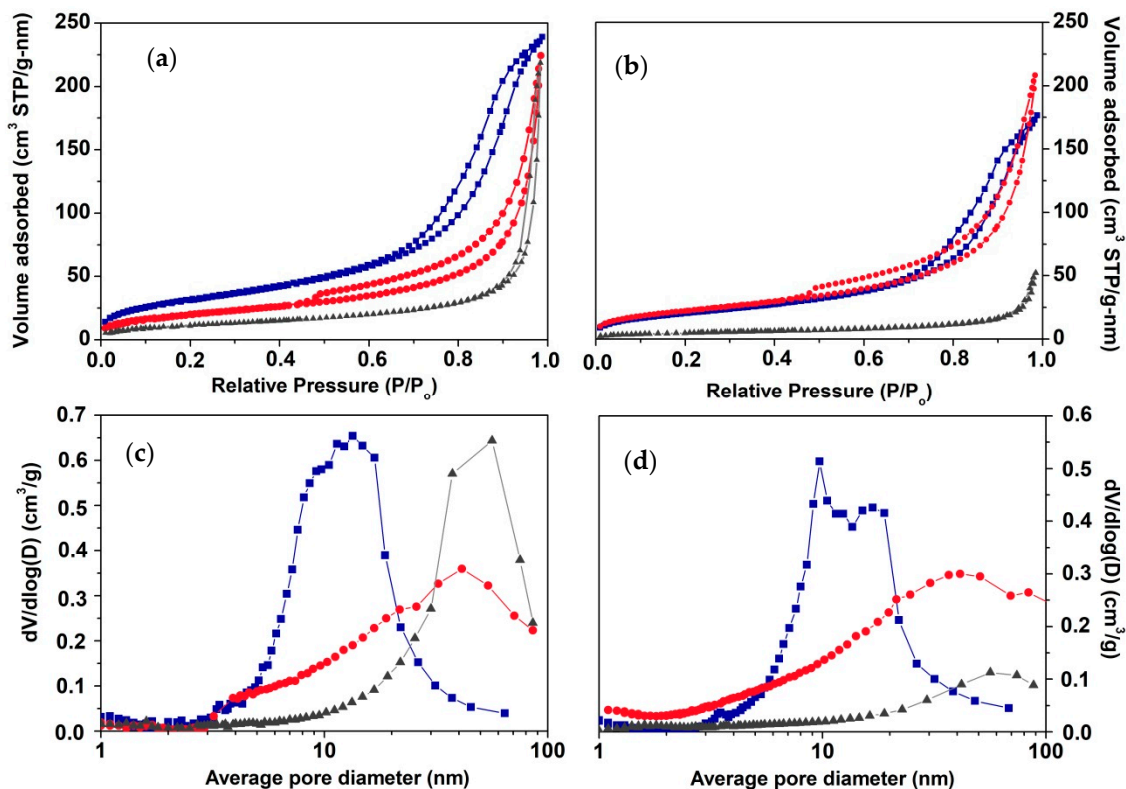 (a)
Volume adsorbed (cm³ STP/g-nm)
250
200
150
100
50
0
0.0 0.2 0.4 0.6 0.8 1.0
Relative Pressure (P/Pₒ)
(b)
Volume adsorbed (cm³ STP/g-nm)
250
200
150
100
50
0
0.0 0.2 0.4 0.6 0.8 1.0
Relative Pressure (P/Pₒ)
(c)
dV/dlog(D) (cm³/g)
0.7
0.6
0.5
0.4
0.3
0.2
0.1
0.0
1 10 100
Average pore diameter (nm)
(d)
dV/dlog(D) (cm³/g)
0.6
0.5
0.4
0.3
0.2
0.1
0.0
1 10 100
Average pore diameter (nm)